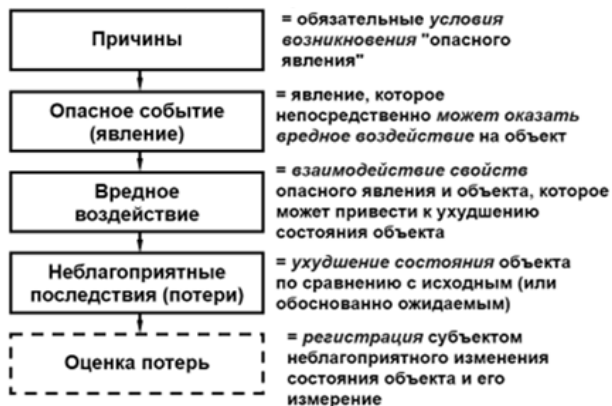 Причины
= обязательные условия
возникновения "опасного
явления"
Опасное событие
(явление)
= явление, которое
непосредственно может оказать
вредное воздействие на объект
Вредное
воздействие
= взаимодействие свойств
опасного явления и объекта, которое
может привести к ухудшению
состояния объекта
Неблагоприятные
последствия (потери)
= ухудшение состояния объекта
по сравнению с исходным (или
обоснованно ожидаемым)
Оценка потерь
= регистрация субъектом
неблагоприятного изменения
состояния объекта и его
измерение